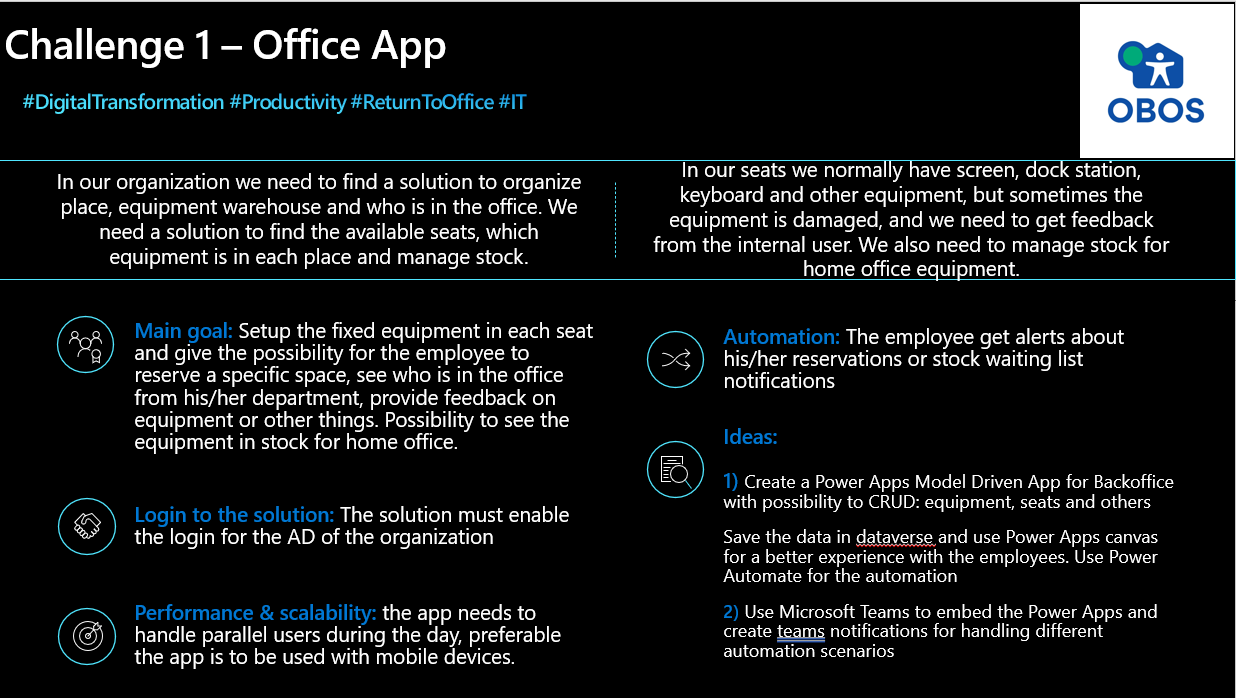 Challenge 1 – Office App
#DigitalTransformation #Productivity #ReturnToOffice #IT
OBOS
In our organization we need to find a solution to organize
place, equipment warehouse and who is in the office. We
need a solution to find the available seats, which
equipment is in each place and manage stock.
In our seats we normally have screen, dock station,
keyboard and other equipment, but sometimes the
equipment is damaged, and we need to get feedback
from the internal user. We also need to manage stock for
home office equipment.
Main goal: Setup the fixed equipment in each seat
and give the possibility for the employee to
reserve a specific space, see who is in the office
from his/her department, provide feedback on
equipment or other things. Possibility to see the
equipment in stock for home office.
Login to the solution: The solution must enable
the login for the AD of the organization
Performance & scalability: the app needs to
handle parallel users during the day, preferable
the app is to be used with mobile devices.
Automation: The employee get alerts about
his/her reservations or stock waiting list
notifications
Ideas:
1) Create a Power Apps Model Driven App for Backoffice
with possibility to CRUD: equipment, seats and others
Save the data in dataverse and use Power Apps canvas
for a better experience with the employees. Use Power
Automate for the automation
2) Use Microsoft Teams to embed the Power Apps and
create teams notifications for handling different
automation scenarios